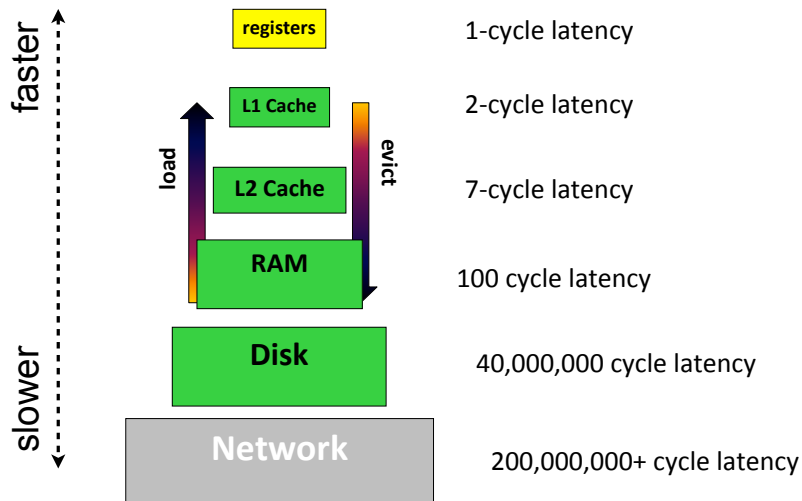 faster
registers
1-cycle latency
L1 Cache
2-cycle latency
load
evict
L2 Cache
7-cycle latency
RAM
100 cycle latency
Disk
40,000,000 cycle latency
slower
Network
200,000,000+ cycle latency